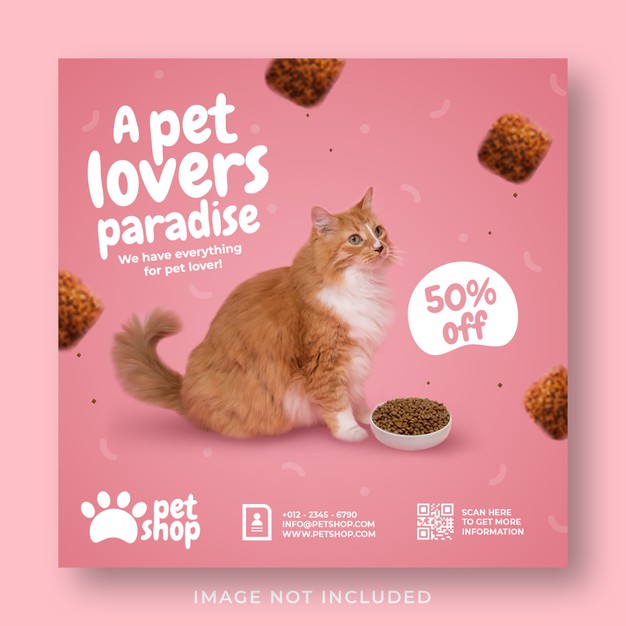 A pet
lovers
paradise
We have everything
for pet lover!
50%
off
pet
shop
+012 - 2345 - 6790
INFO@PETSHOP.COM
WWW.PETSHOP.COM
SCAN HERE
TO GET MORE
INFORMATION
IMAGE NOT INCLUDED